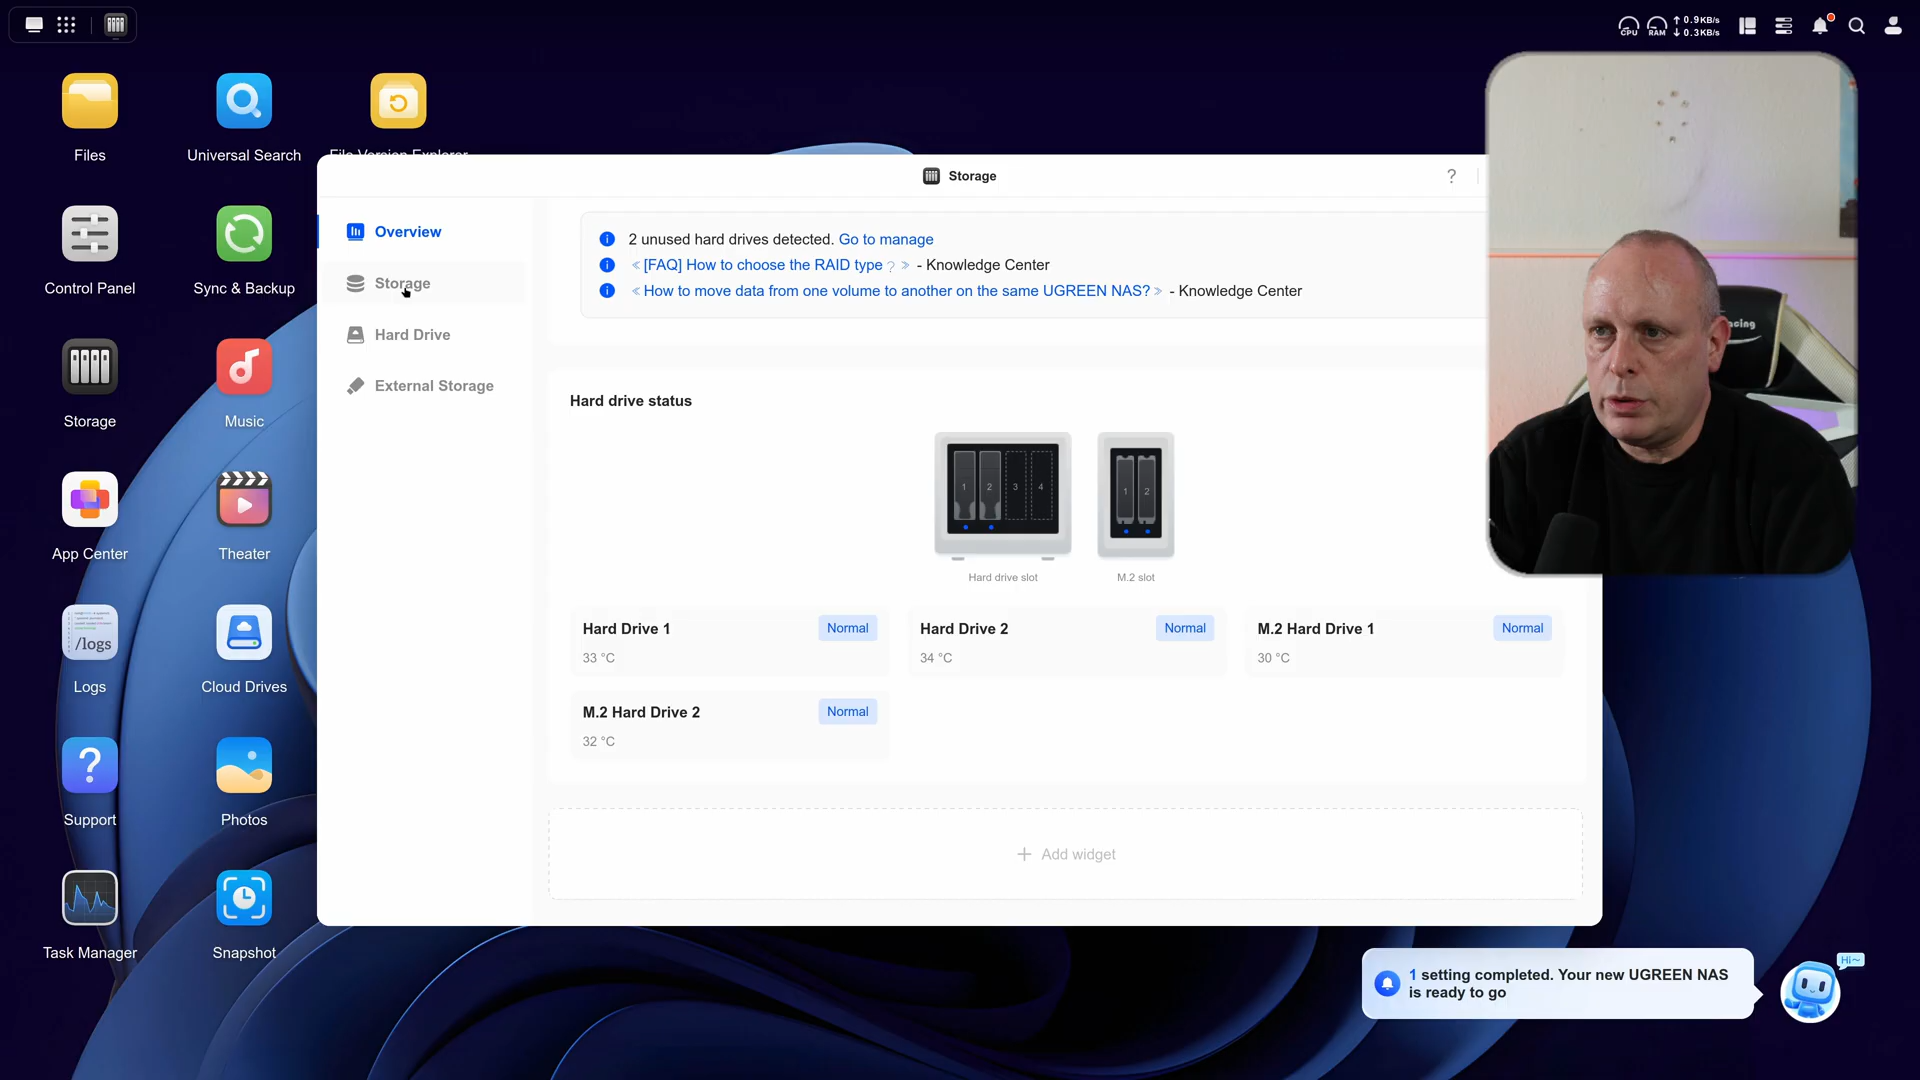 CPU
RAM
0.9KB/s
0.3KB/s
Files
Universal Search
File Version Explorer
Control Panel
Sync & Backup
Storage
Music
App Center
Theater
/logs
Logs
Cloud Drives
?
Support
Photos
Task Manager
Snapshot
Storage
?
Overview
Storage
Hard Drive
External Storage
2 unused hard drives detected. Go to manage
《[FAQ] How to choose the RAID type？》 - Knowledge Center
《How to move data from one volume to another on the same UGREEN NAS?》 - Knowledge Center
Hard drive status
1 2 3 4
1 2
Hard drive slot
M.2 slot
Hard Drive 1
Normal
33 °C
Hard Drive 2
Normal
34 °C
M.2 Hard Drive 1
Normal
30 °C
M.2 Hard Drive 2
Normal
32 °C
+ Add widget
1 setting completed. Your new UGREEN NAS
is ready to go
Hi~